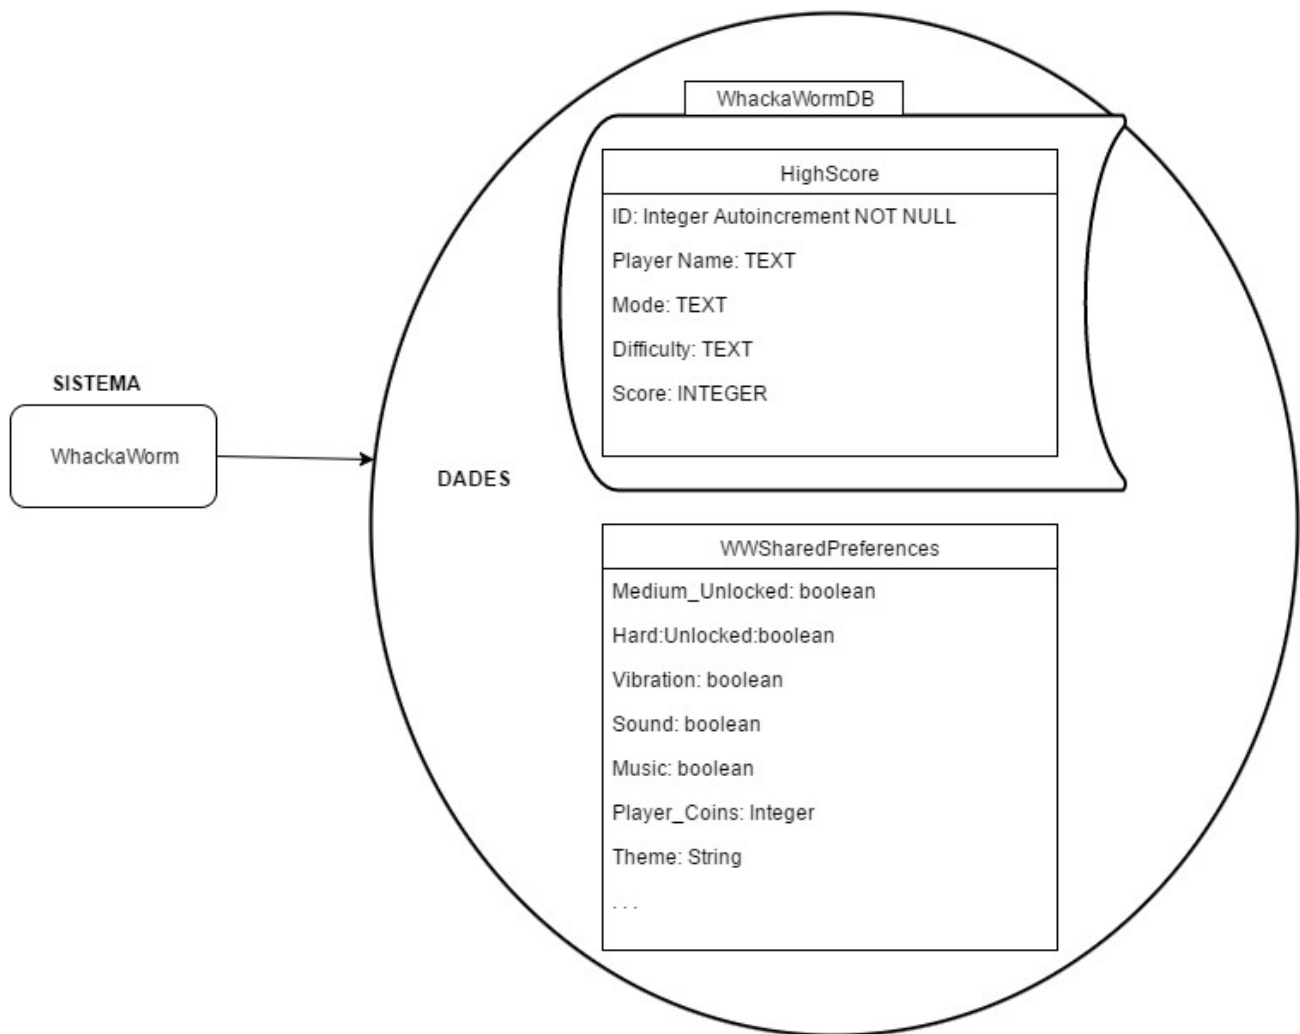 SISTEMA
WhackaWorm
DADES
WhackaWormDB
HighScore
ID: Integer Autoincrement NOT NULL
Player Name: TEXT
Mode: TEXT
Difficulty: TEXT
Score: INTEGER
WWSharedPreferences
Medium_Unlocked: boolean
Hard:Unlocked:boolean
Vibration: boolean
Sound: boolean
Music: boolean
Player_Coins: Integer
Theme: String
. . .